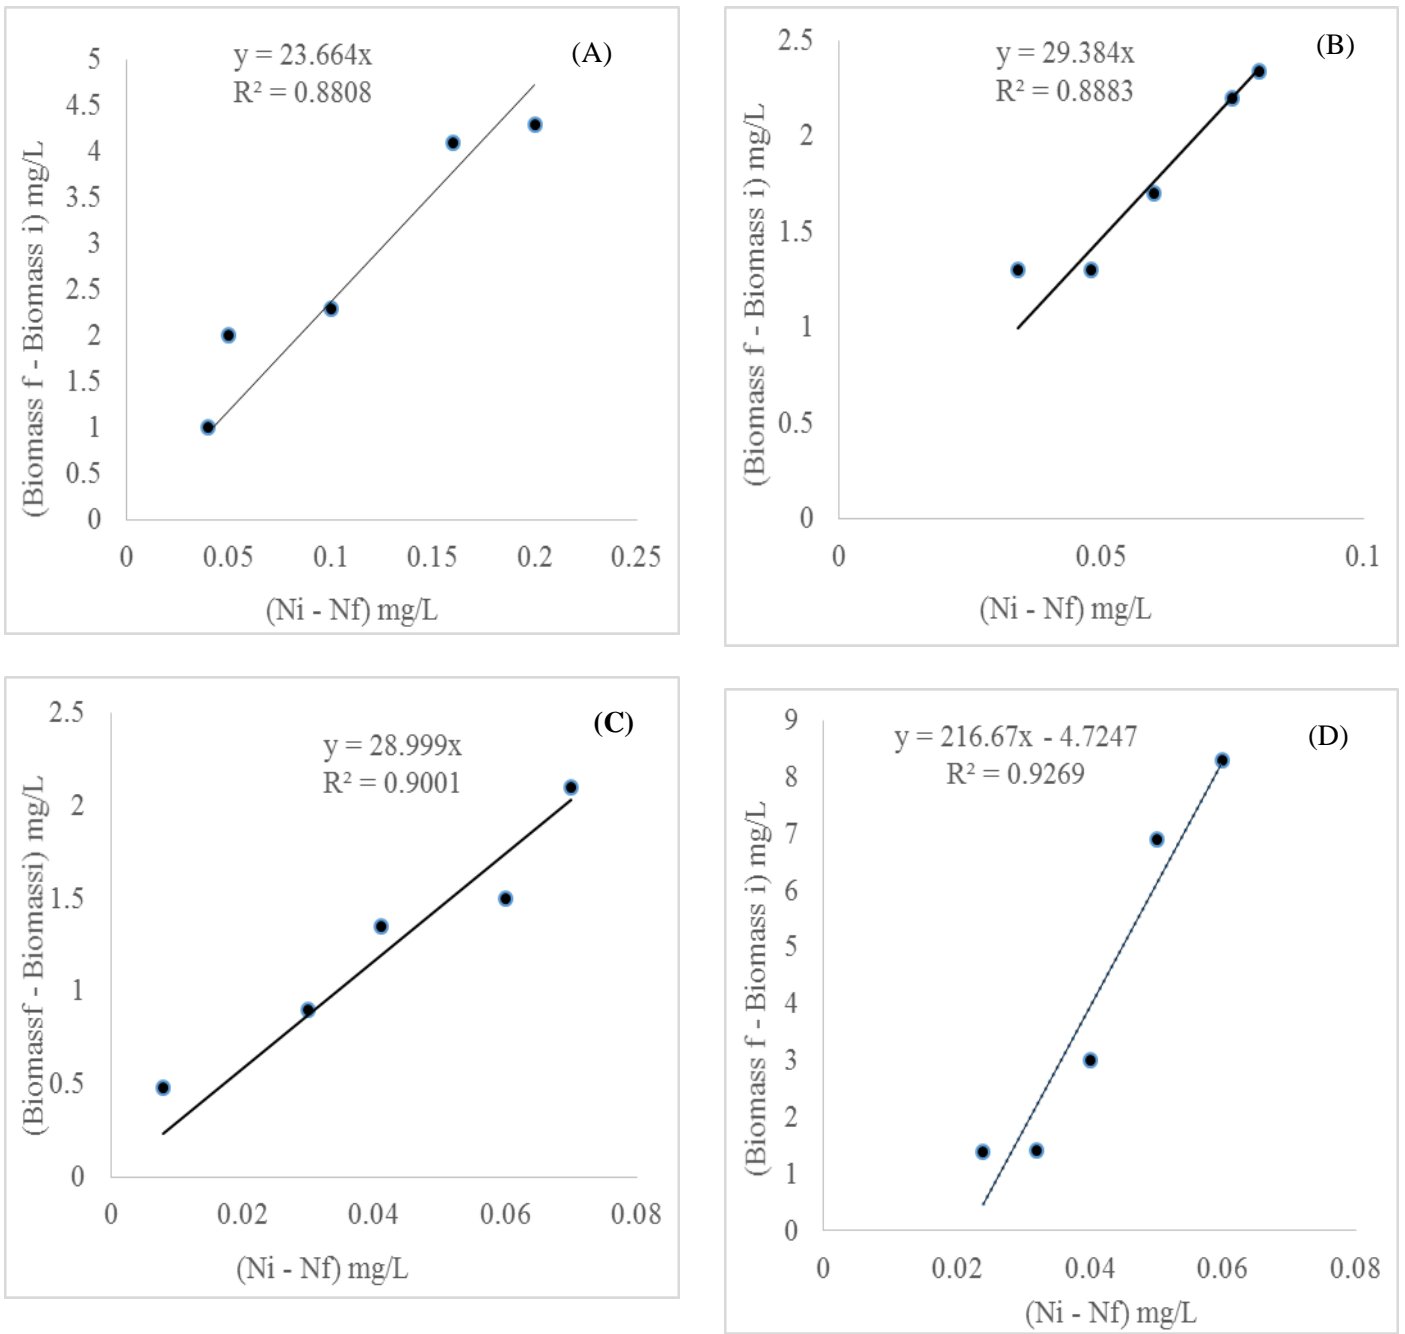 (A)
y = 23.664x
R² = 0.8808
(Biomass f - Biomass i) mg/L
5
4.5
4
3.5
3
2.5
2
1.5
1
0.5
0
0 0.05 0.1 0.15 0.2 0.25
(Ni - Nf) mg/L
(B)
y = 29.384x
R² = 0.8883
(Biomass f - Biomass i) mg/L
2.5
2
1.5
1
0.5
0
0 0.05 0.1
(Ni - Nf) mg/L
(C)
y = 28.999x
R² = 0.9001
(Biomassf - Biomassi) mg/L
2.5
2
1.5
1
0.5
0
0 0.02 0.04 0.06 0.08
(Ni - Nf) mg/L
(D)
y = 216.67x - 4.7247
R² = 0.9269
(Biomass f - Biomass i) mg/L
9
8
7
6
5
4
3
2
1
0
0 0.02 0.04 0.06 0.08
(Ni - Nf) mg/L